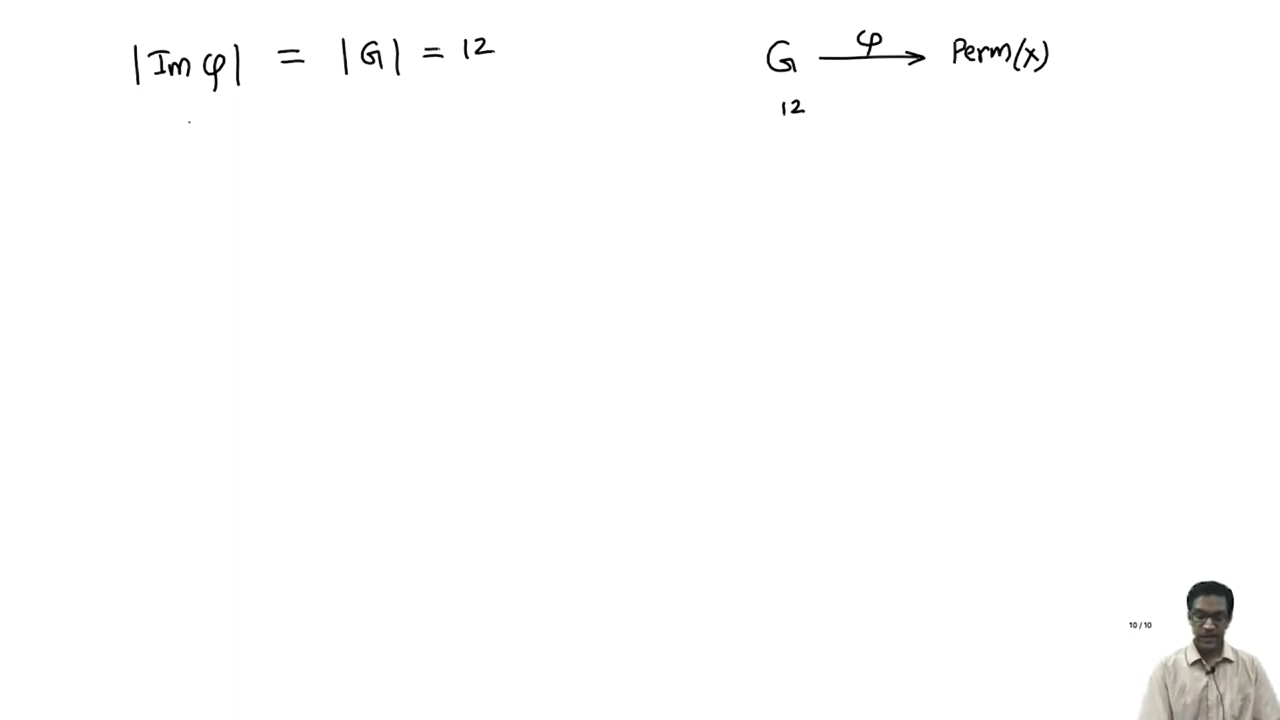 |Im φ| = |G| = 12
G → Perm(X)
φ
12
10 / 10